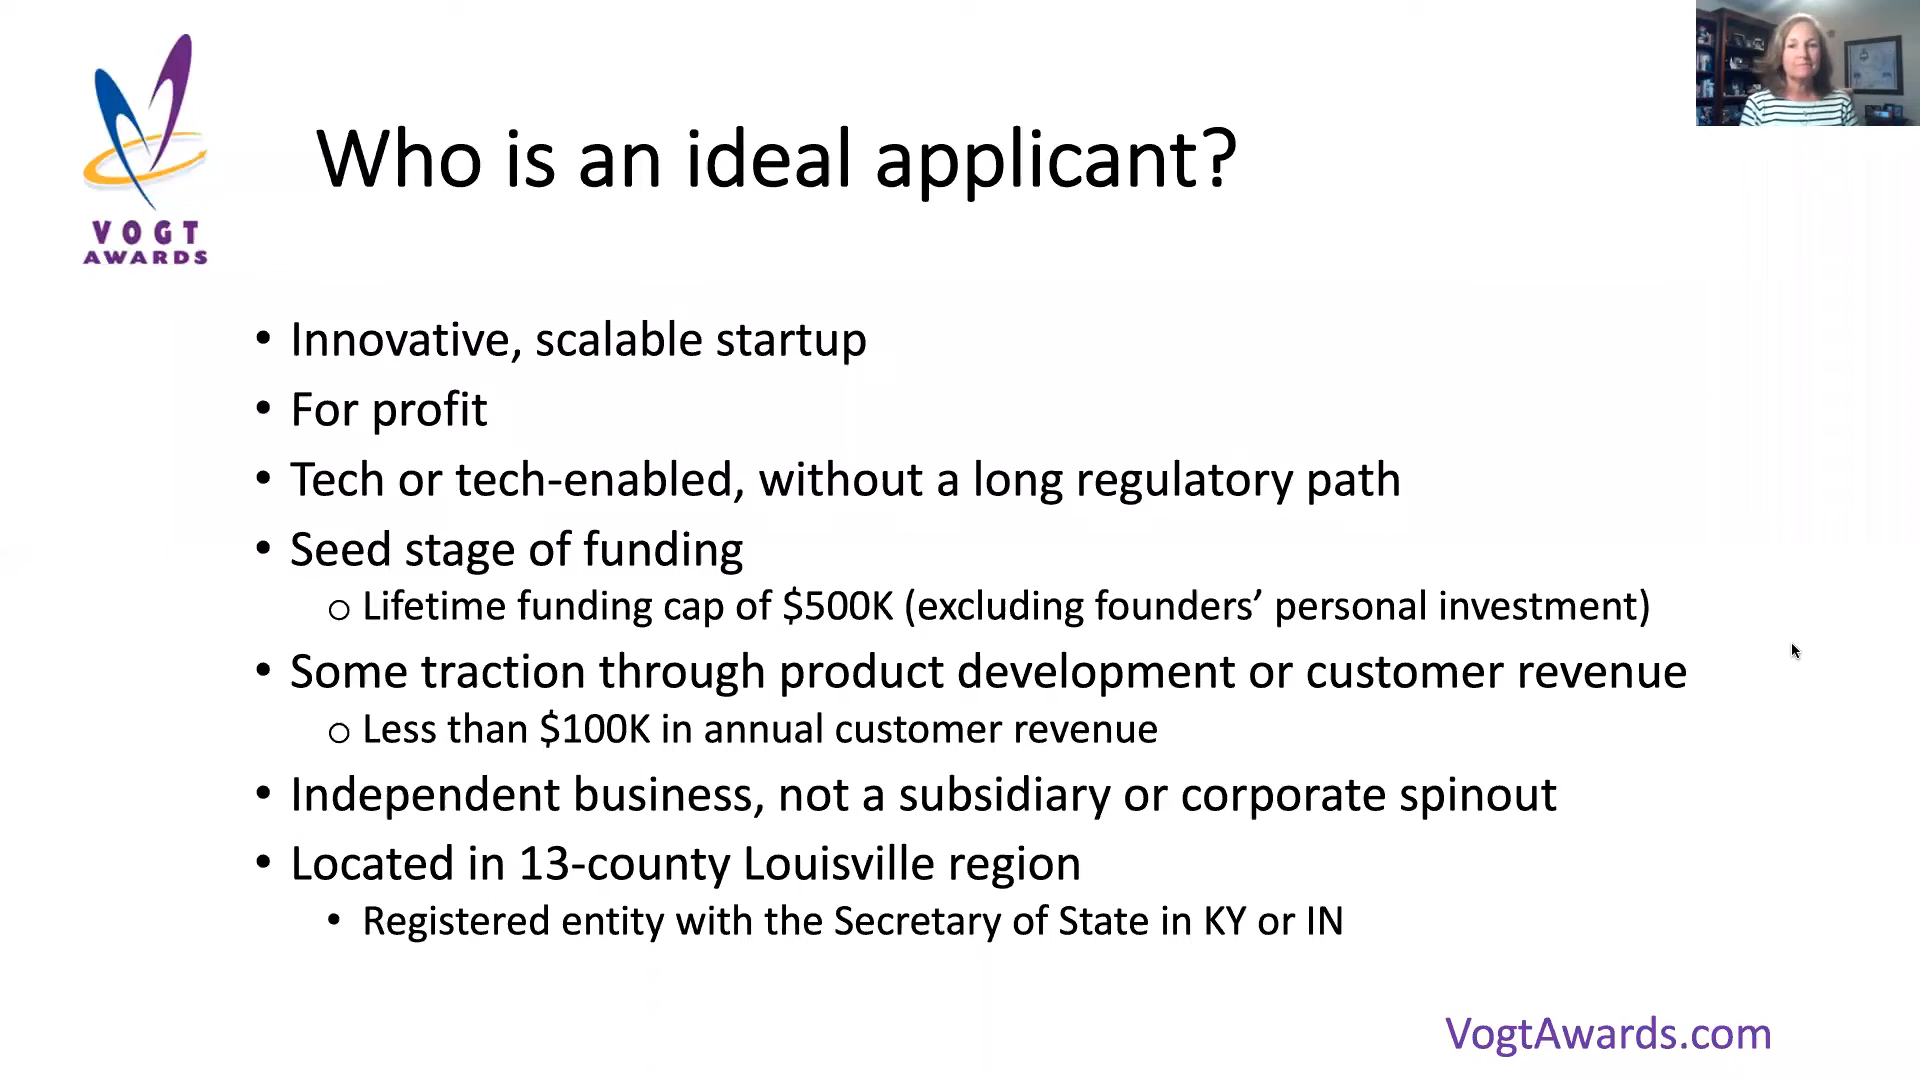 VOGT
AWARDS
Who is an ideal applicant?
• Innovative, scalable startup
• For profit
• Tech or tech-enabled, without a long regulatory path
• Seed stage of funding
o Lifetime funding cap of $500K (excluding founders’ personal investment)
• Some traction through product development or customer revenue
o Less than $100K in annual customer revenue
• Independent business, not a subsidiary or corporate spinout
• Located in 13-county Louisville region
• Registered entity with the Secretary of State in KY or IN
VogtAwards.com